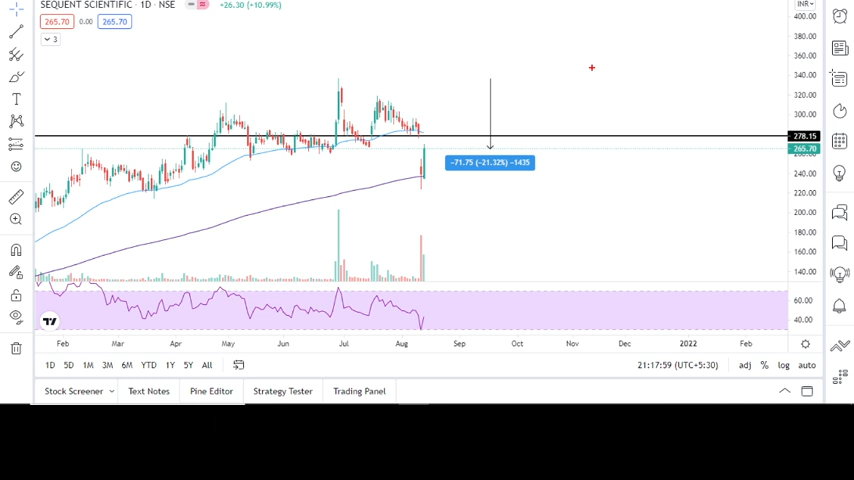 SEQUENT SCIENTIFIC · 1D · NSE +26.30 (+10.99%)
INR
265.70 0.00 265.70
3
400.00
380.00
360.00
340.00
320.00
300.00
278.15
265.70
260.00
240.00
220.00
200.00
180.00
160.00
140.00
-71.75 (-21.32%) -1435
60.00
40.00
Feb Mar Apr May Jun Jul Aug Sep Oct Nov Dec 2022 Feb
1D 5D 1M 3M 6M YTD 1Y 5Y All 21:17:59 (UTC+5:30) adj % log auto
Stock Screener Text Notes Pine Editor Strategy Tester Trading Panel